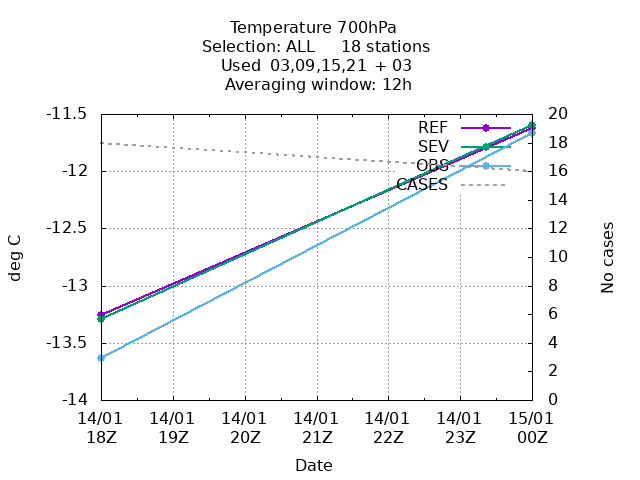 Temperature 700hPa
Selection: ALL 18 stations
Used 03,09,15,21 + 03
Averaging window: 12h
-11.5
-12
-12.5
-13
-13.5
-14
deg C
20
18
16
14
12
10
8
6
4
2
0
No cases
REF
SEV
OBS
CASES
14/01 14/01 14/01 14/01 14/01 14/01 15/01
18Z 19Z 20Z 21Z 22Z 23Z 00Z
Date